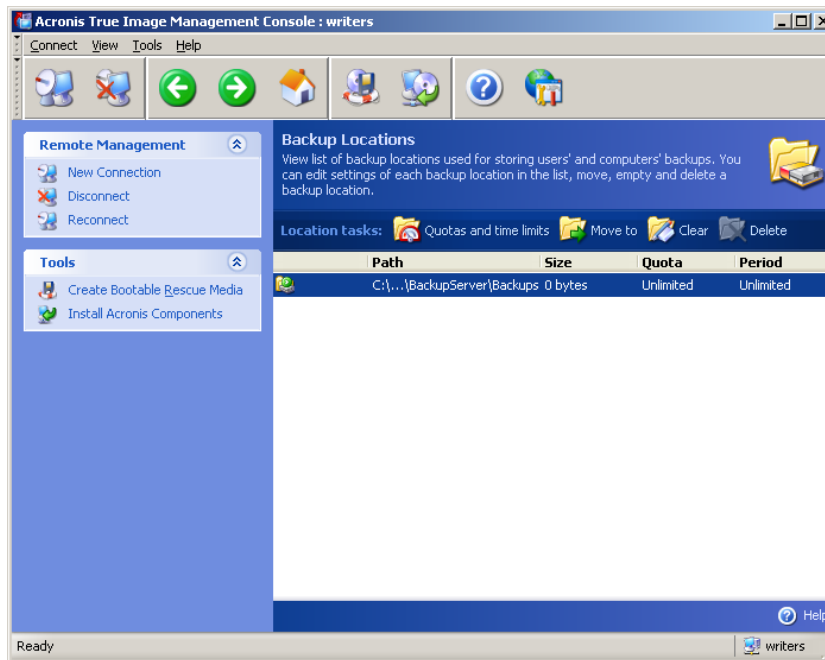 Acronis True Image Management Console : writers
Connect View Tools Help
Remote Management
New Connection
Disconnect
Reconnect
Tools
Create Bootable Rescue Media
Install Acronis Components
Backup Locations
View list of backup locations used for storing users' and computers' backups. You
can edit settings of each backup location in the list, move, empty and delete a
backup location.
Location tasks: Quotas and time limits Move to Clear Delete
Path Size Quota Period
C:\...\BackupServer\Backups 0 bytes Unlimited Unlimited
Help
Ready writers